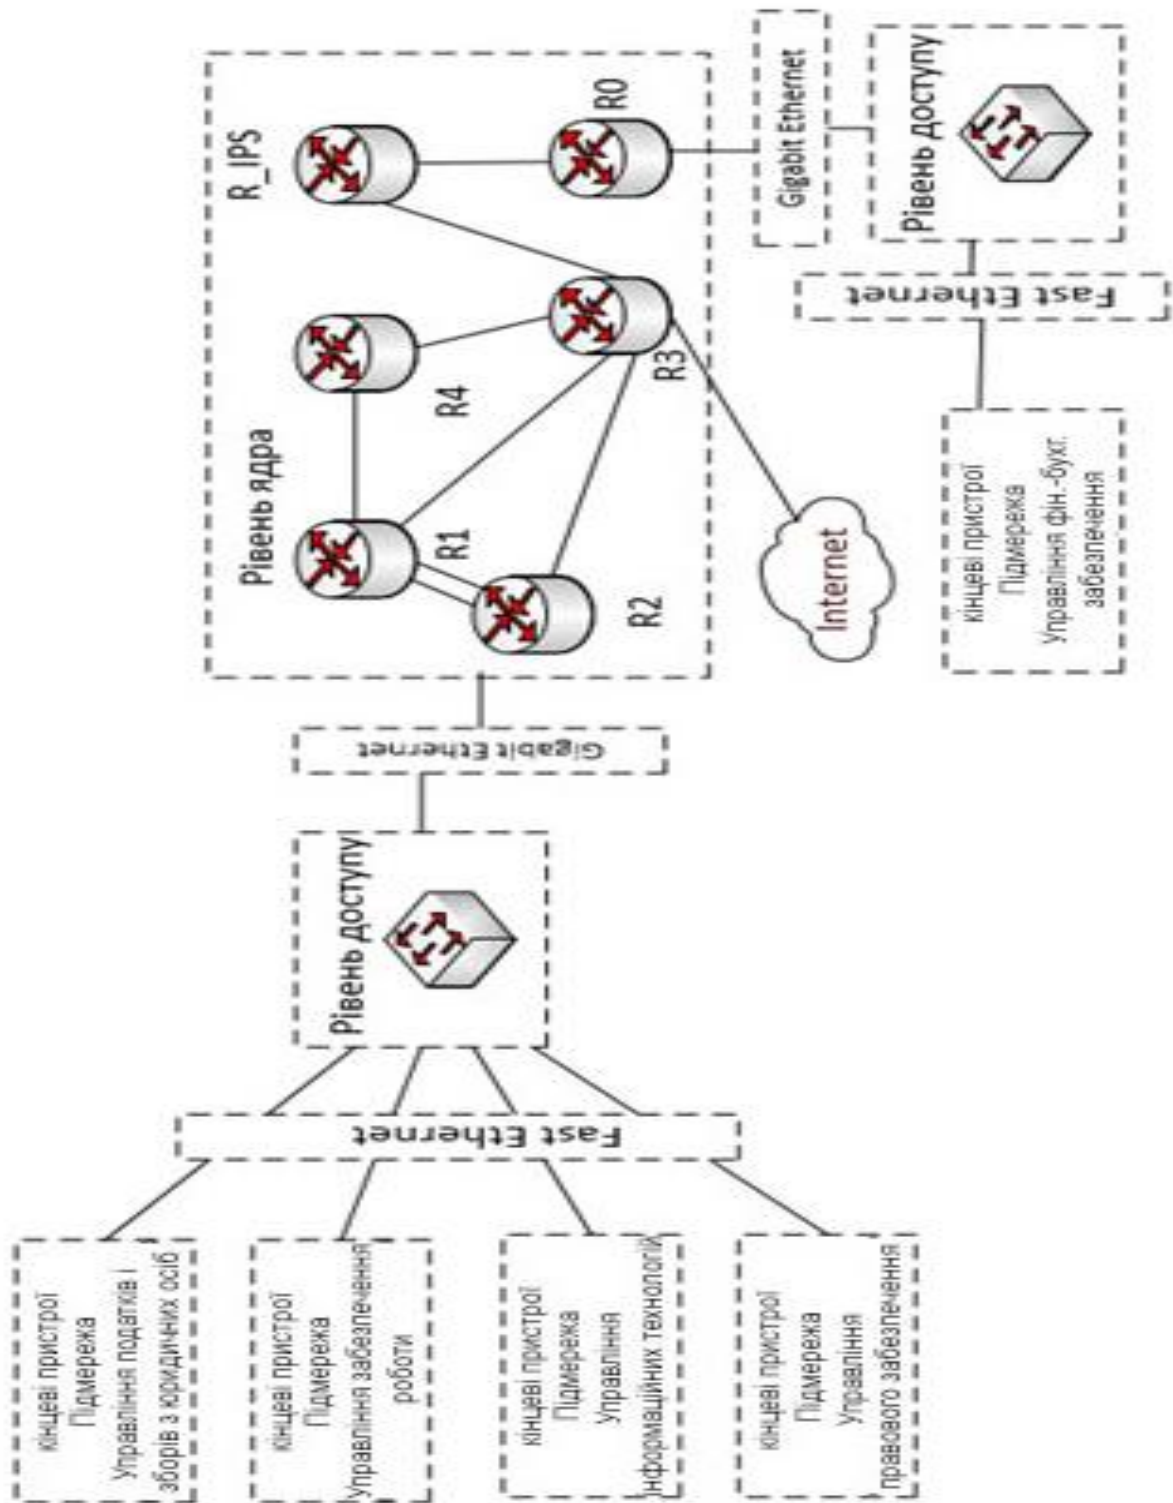 кінцеві пристрої
Підмережа
Управління податків і
зборів з юридичних осіб
кінцеві пристрої
Підмережа
Управління забезпечення
роботи
кінцеві пристрої
Підмережа
Управління
інформаційних технологій
кінцеві пристрої
Підмережа
Управління
правового забезпечення
Fast Ethernet
Рівень доступу
Gigabit Ethernet
Рівень ядра
R1
R2
R4
R3
R_IPS
R0
Internet
Gigabit Ethernet
Рівень доступу
Fast Ethernet
кінцеві пристрої
Підмережа
Управління фін.-бухг.
забезпечення